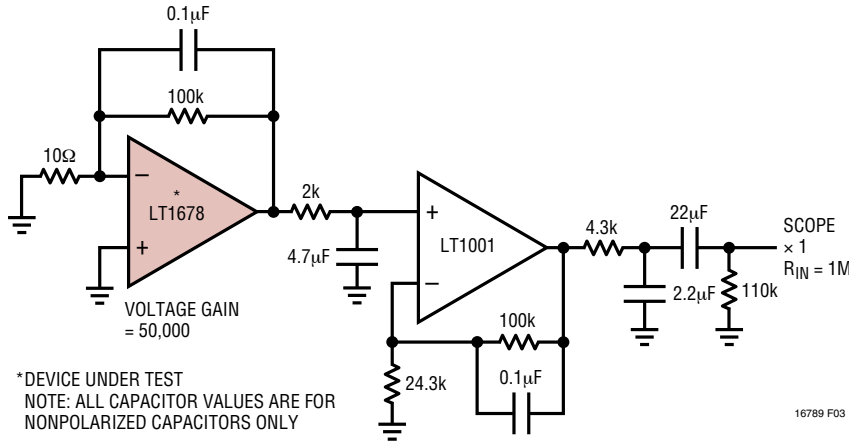 0.1µF
100k
10Ω
–
*
LT1678
+
VOLTAGE GAIN
= 50,000
2k
4.7µF
+
LT1001
–
24.3k
100k
0.1µF
4.3k
22µF
2.2µF
110k
SCOPE
× 1
RIN = 1M
*DEVICE UNDER TEST
NOTE: ALL CAPACITOR VALUES ARE FOR
NONPOLARIZED CAPACITORS ONLY
16789 F03